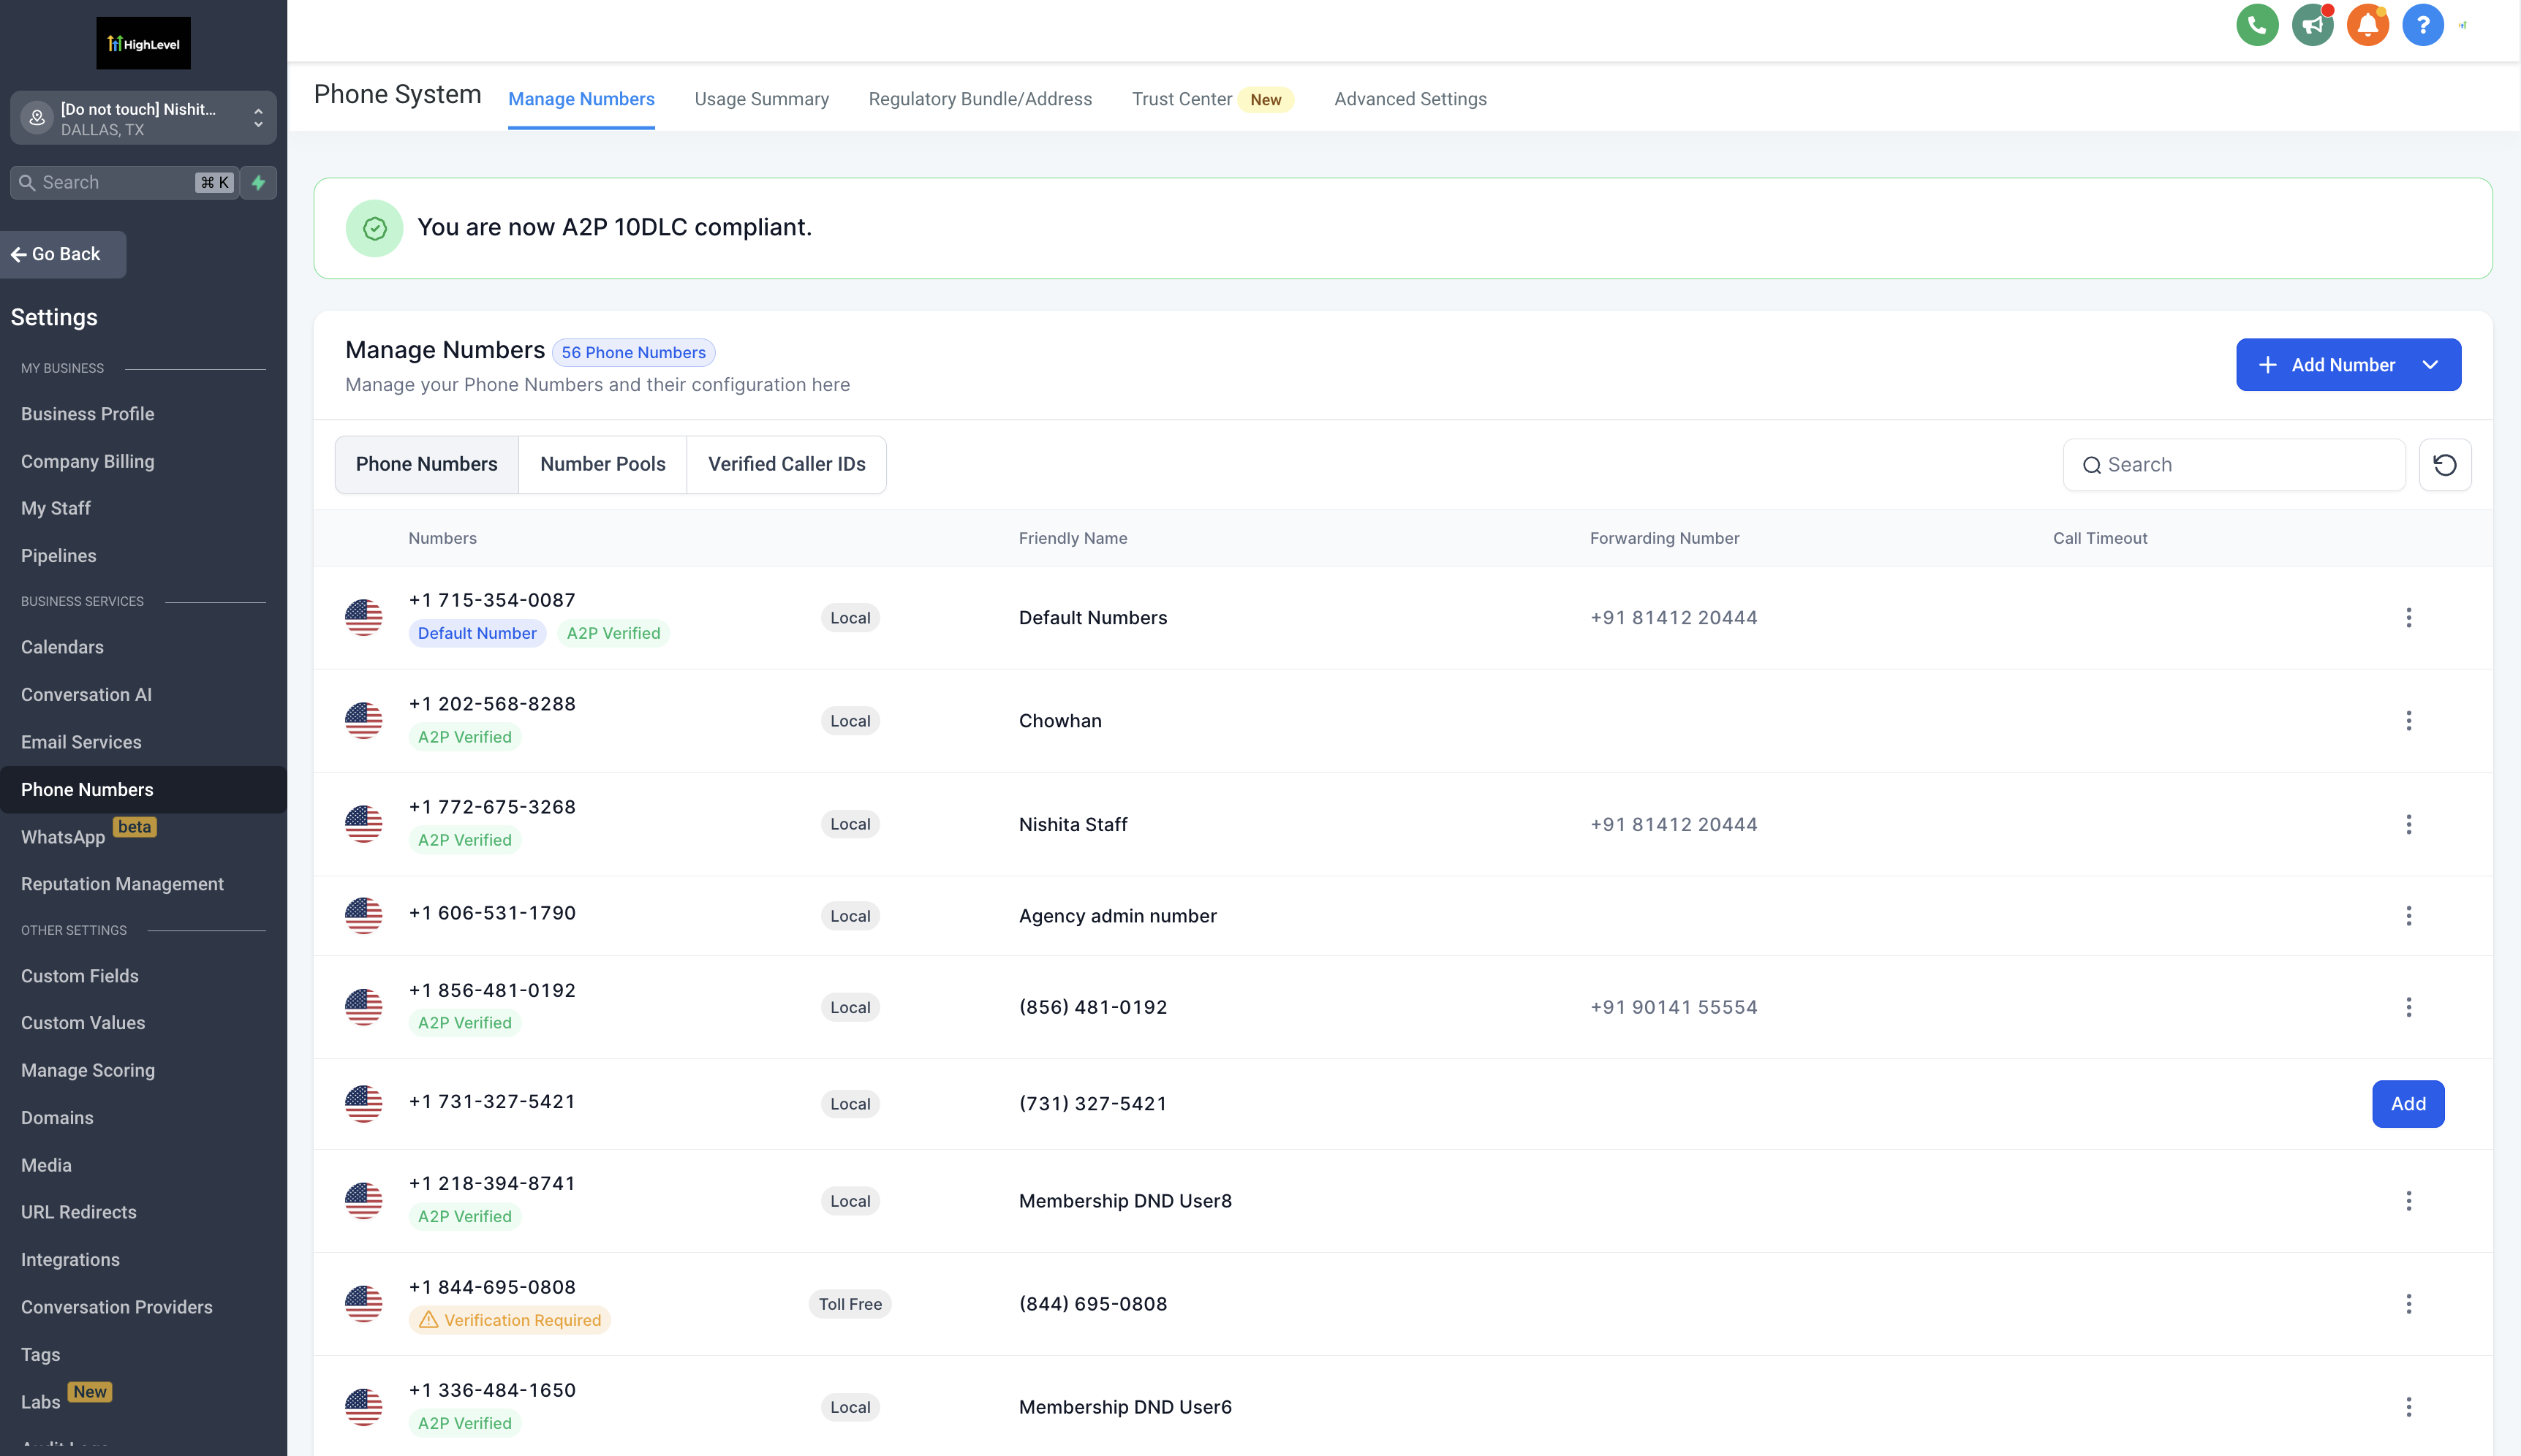 HighLevel
[Do not touch] Nishit...
DALLAS, TX
Search
⌘ K
Go Back
Settings
MY BUSINESS
Business Profile
Company Billing
My Staff
Pipelines
BUSINESS SERVICES
Calendars
Conversation AI
Email Services
Phone Numbers
WhatsApp beta
Reputation Management
OTHER SETTINGS
Custom Fields
Custom Values
Manage Scoring
Domains
Media
URL Redirects
Integrations
Conversation Providers
Tags
Labs New
Phone System
Manage Numbers
Usage Summary
Regulatory Bundle/Address
Trust Center New
Advanced Settings
You are now A2P 10DLC compliant.
Manage Numbers 56 Phone Numbers
Manage your Phone Numbers and their configuration here
Add Number
Phone Numbers
Number Pools
Verified Caller IDs
Search
Numbers
Friendly Name
Forwarding Number
Call Timeout
+1 715-354-0087
Default Number A2P Verified
Local
Default Numbers
+91 81412 20444
+1 202-568-8288
A2P Verified
Local
Chowhan
+1 772-675-3268
A2P Verified
Local
Nishita Staff
+91 81412 20444
+1 606-531-1790
Local
Agency admin number
+1 856-481-0192
A2P Verified
Local
(856) 481-0192
+91 90141 55554
+1 731-327-5421
Local
(731) 327-5421
Add
+1 218-394-8741
A2P Verified
Local
Membership DND User8
+1 844-695-0808
Verification Required
Toll Free
(844) 695-0808
+1 336-484-1650
A2P Verified
Local
Membership DND User6